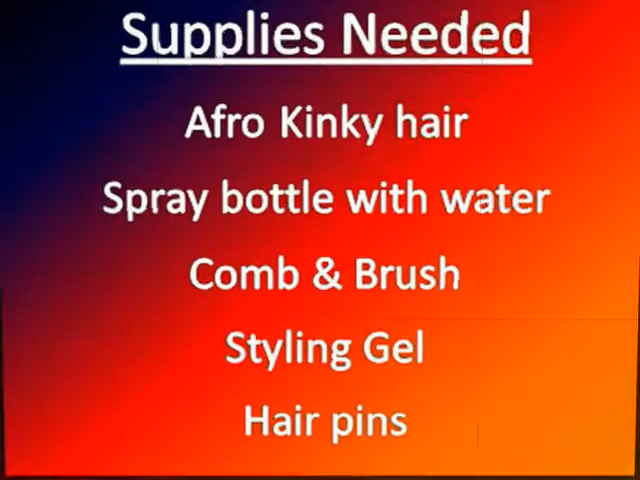 Supplies Needed
Afro Kinky hair
Spray bottle with water
Comb & Brush
Styling Gel
Hair pins